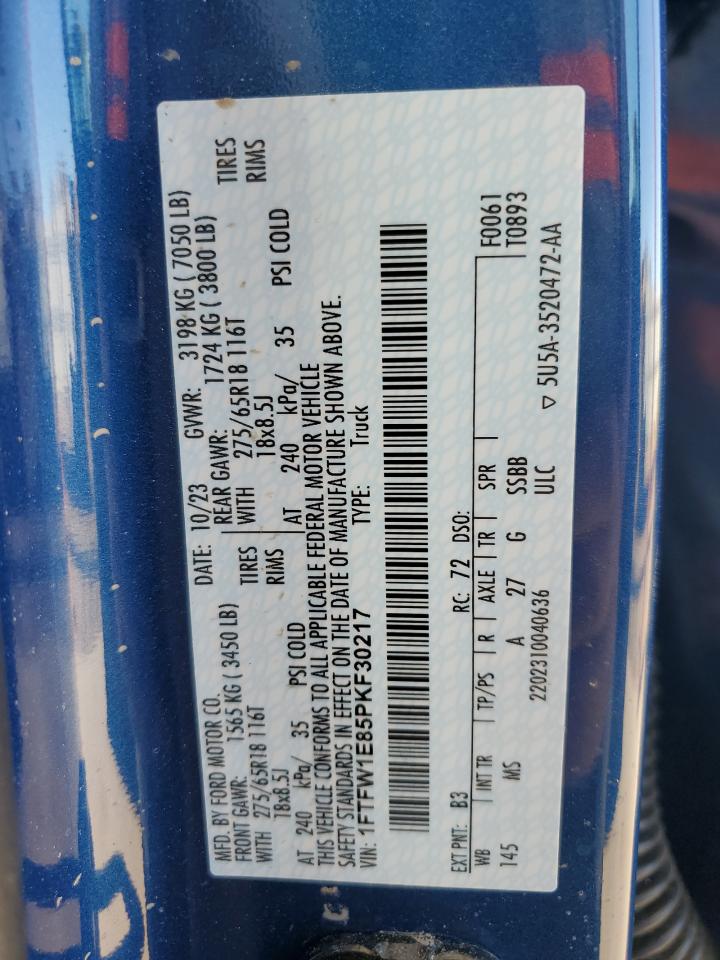 MFD. BY FORD MOTOR CO. DATE: 10/23 GVWR: 3198 KG ( 7050 LB)
FRONT GAWR: 1565 KG ( 3450 LB) REAR GAWR: 1724 KG ( 3800 LB)
WITH 275/65R18 116T TIRES WITH 275/65R18 116T TIRES
18x8.5J RIMS 18x8.5J RIMS
AT 240 kPa/ 35 PSI COLD AT 240 kPa/ 35 PSI COLD
THIS VEHICLE CONFORMS TO ALL APPLICABLE FEDERAL MOTOR VEHICLE
SAFETY STANDARDS IN EFFECT ON THE DATE OF MANUFACTURE SHOWN ABOVE.
VIN: 1FTFW1E85PKF30217 TYPE: Truck
EXT PNT: B3 RC: 72 DSO: F0061
WB INT TR TP/PS R AXLE TR SPR T0893
145 MS A 27 G SSBB
2202310040636 ULC ▽ 5U5A-3520472-AA